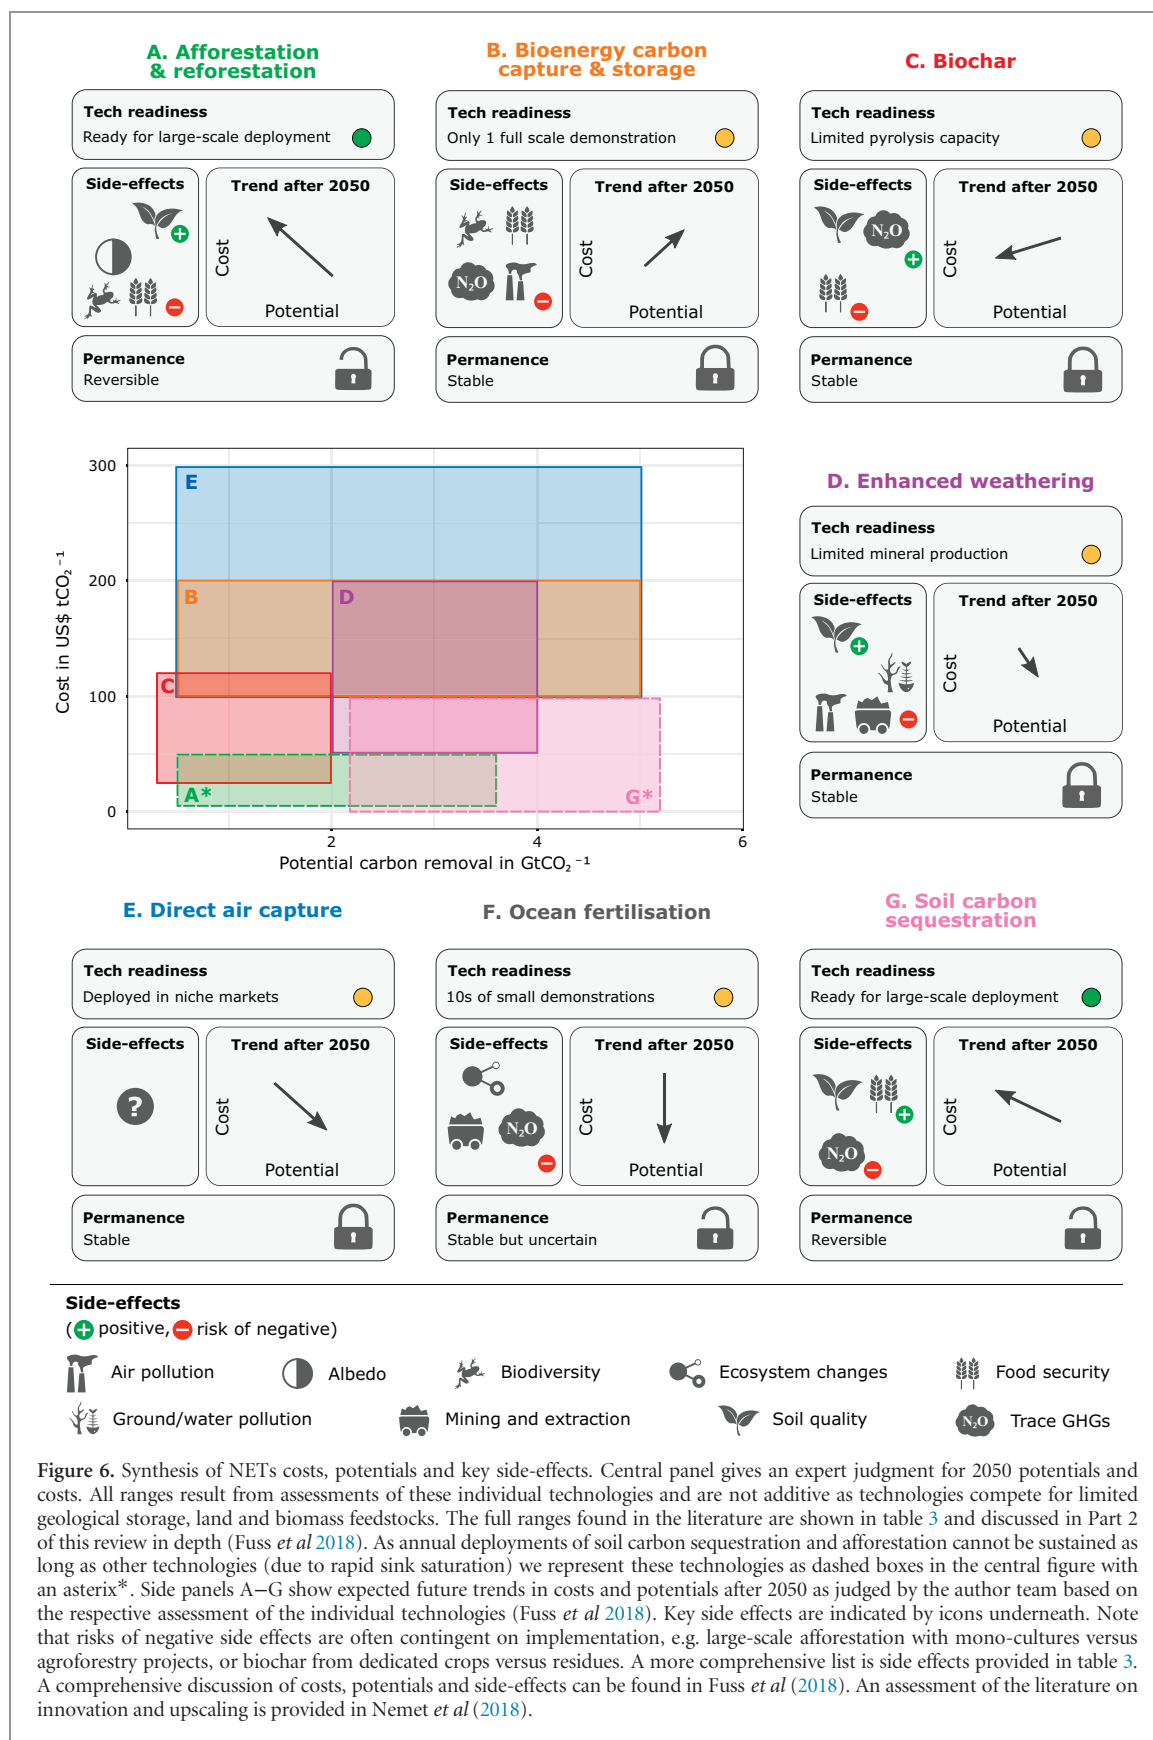 A. Afforestation
& reforestation
Tech readiness
Ready for large-scale deployment
Side-effects
Trend after 2050
Cost
Potential
Permanence
Reversible
B. Bioenergy carbon
capture & storage
Tech readiness
Only 1 full scale demonstration
Side-effects
N₂O
Trend after 2050
Cost
Potential
Permanence
Stable
C. Biochar
Tech readiness
Limited pyrolysis capacity
Side-effects
N₂O
Trend after 2050
Cost
Potential
Permanence
Stable
Cost in US$ tCO₂⁻¹
300
200
100
0
E
B
D
C
A*
G*
2
4
6
Potential carbon removal in GtCO₂⁻¹
D. Enhanced weathering
Tech readiness
Limited mineral production
Side-effects
Trend after 2050
Cost
Potential
Permanence
Stable
E. Direct air capture
Tech readiness
Deployed in niche markets
Side-effects
?
Trend after 2050
Cost
Potential
Permanence
Stable
F. Ocean fertilisation
Tech readiness
10s of small demonstrations
Side-effects
N₂O
Trend after 2050
Cost
Potential
Permanence
Stable but uncertain
G. Soil carbon
sequestration
Tech readiness
Ready for large-scale deployment
Side-effects
N₂O
Trend after 2050
Cost
Potential
Permanence
Reversible
Side-effects
(+ positive, − risk of negative)
Air pollution
Albedo
Biodiversity
Ecosystem changes
Food security
Ground/water pollution
Mining and extraction
Soil quality
N₂O Trace GHGs
Figure 6. Synthesis of NETs costs, potentials and key side-effects. Central panel gives an expert judgment for 2050 potentials and
costs. All ranges result from assessments of these individual technologies and are not additive as technologies compete for limited
geological storage, land and biomass feedstocks. The full ranges found in the literature are shown in table 3 and discussed in Part 2
of this review in depth (Fuss et al 2018). As annual deployments of soil carbon sequestration and afforestation cannot be sustained as
long as other technologies (due to rapid sink saturation) we represent these technologies as dashed boxes in the central figure with
an asterix*. Side panels A–G show expected future trends in costs and potentials after 2050 as judged by the author team based on
the respective assessment of the individual technologies (Fuss et al 2018). Key side effects are indicated by icons underneath. Note
that risks of negative side effects are often contingent on implementation, e.g. large-scale afforestation with mono-cultures versus
agroforestry projects, or biochar from dedicated crops versus residues. A more comprehensive list is side effects provided in table 3.
A comprehensive discussion of costs, potentials and side-effects can be found in Fuss et al (2018). An assessment of the literature on
innovation and upscaling is provided in Nemet et al (2018).